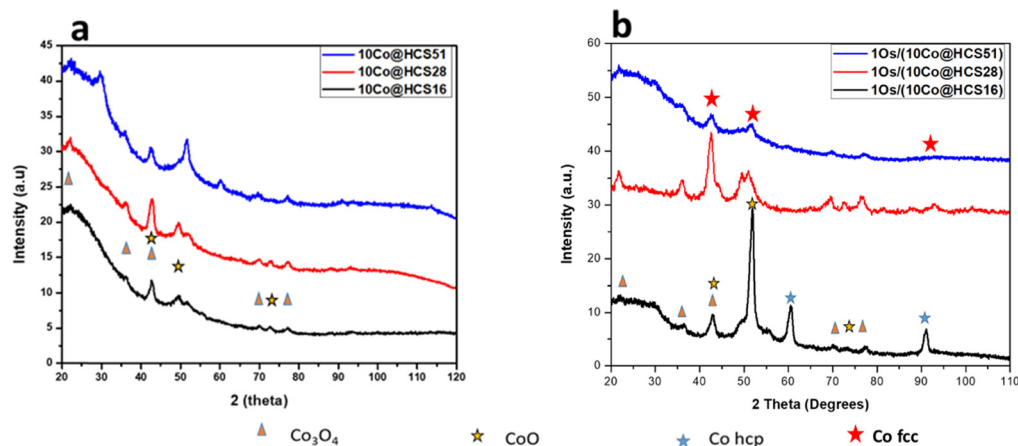 a
10Co@HCS51
10Co@HCS28
10Co@HCS16
45
40
35
30
25
20
15
10
5
0
Intensity (a.u)
20 30 40 50 60 70 80 90 100 110 120
2 (theta)
b
1Os/(10Co@HCS51)
1Os/(10Co@HCS28)
1Os/(10Co@HCS16)
60
50
40
30
20
10
0
Intensity (a.u.)
20 30 40 50 60 70 80 90 100 110
2 Theta (Degrees)
Co₃O₄ CoO Co hcp Co fcc